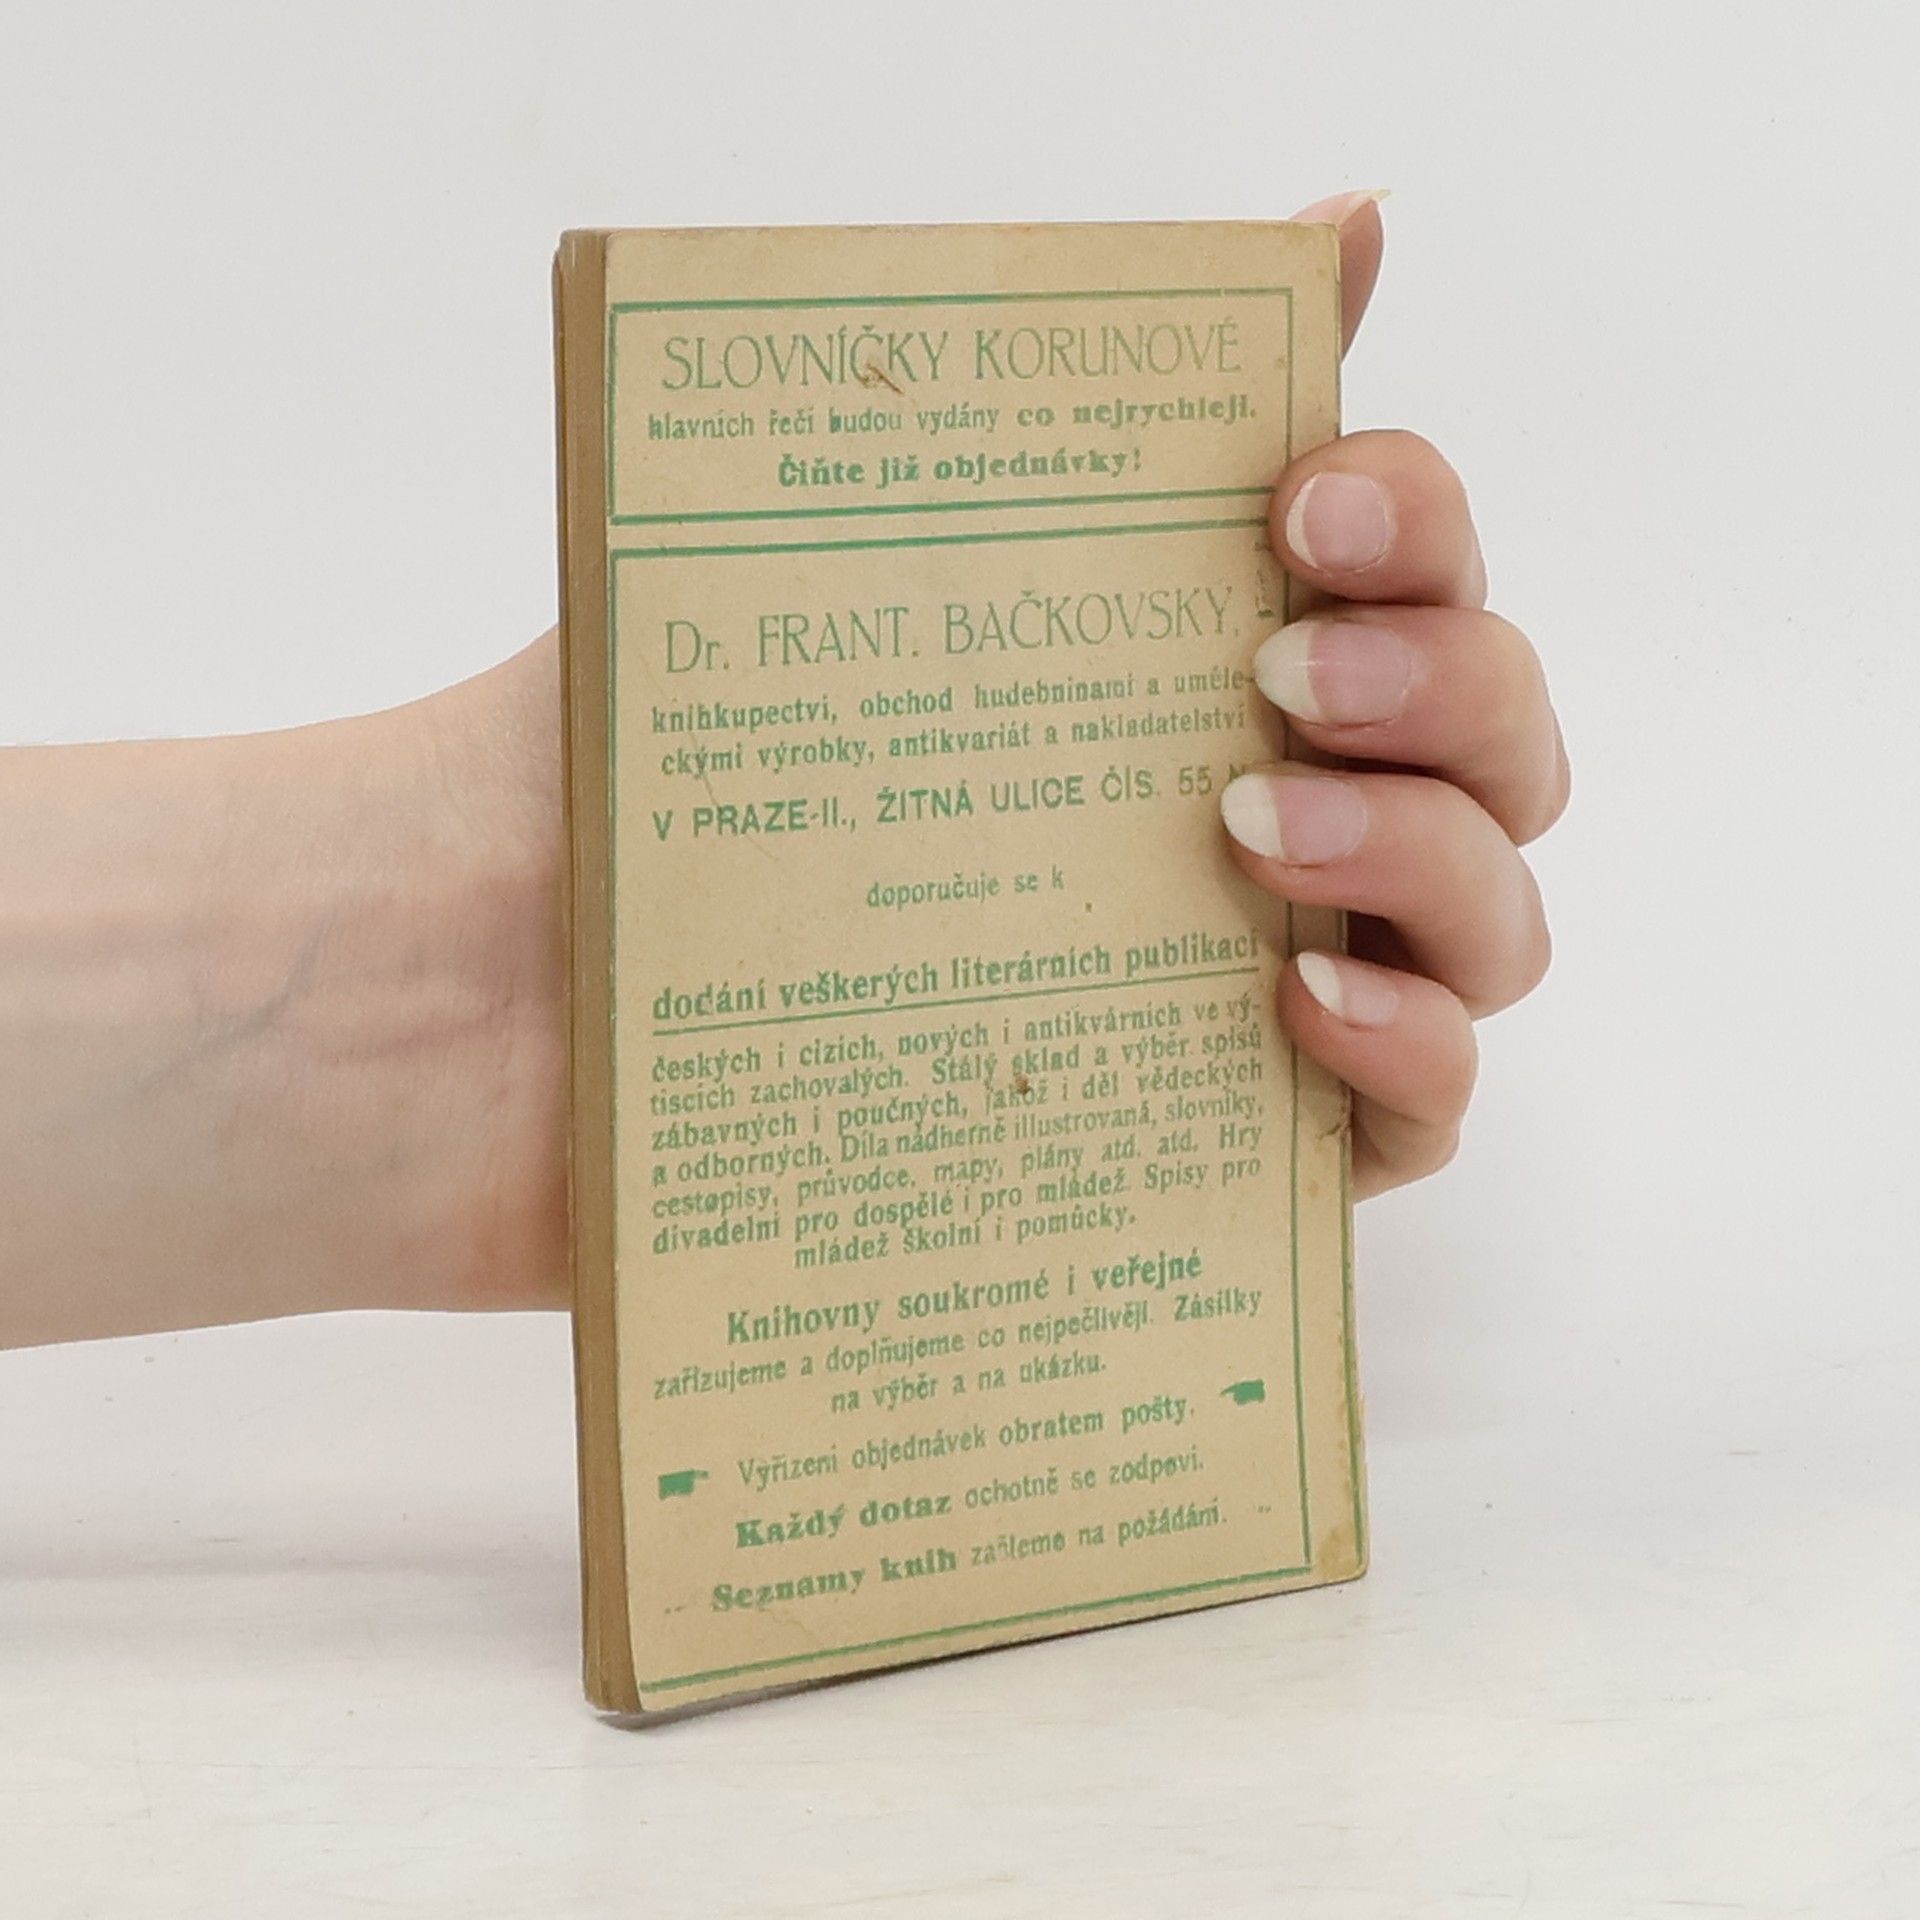 SLOVNÍČKY KORUNOVÉ
hlavních řečí budou vydány co nejrychleji.
Čiňte již objednávky!
Dr. FRANT. BAČKOVSKÝ,
knihkupectví, obchod hudebninami a uměle-
ckými výrobky, antikvariát a nakladatelství
V PRAZE-II., ŽITNÁ ULICE ČÍS. 55
doporučuje se k
dodání veškerých literárních publikací
českých i cizích, nových i antikvárních ve vý-
tiscích zachovalých. Stálý sklad a výběr spisů
zábavných i poučných, jakož i děl vědeckých
a odborných. Díla nádherně illustrovaná, slovníky,
cestopisy, průvodce, mapy, plány atd. atd. Hry
divadelní pro dospělé i pro mládež. Spisy pro
mládež školní i pomůcky.
Knihovny soukromé i veřejné
zařizujeme a doplňujeme co nejpečlivěji. Zásilky
na výběr a na ukázku.
Vyřízení objednávek obratem pošty.
Každý dotaz ochotně se zodpoví.
Seznamy knih zašleme na požádání.